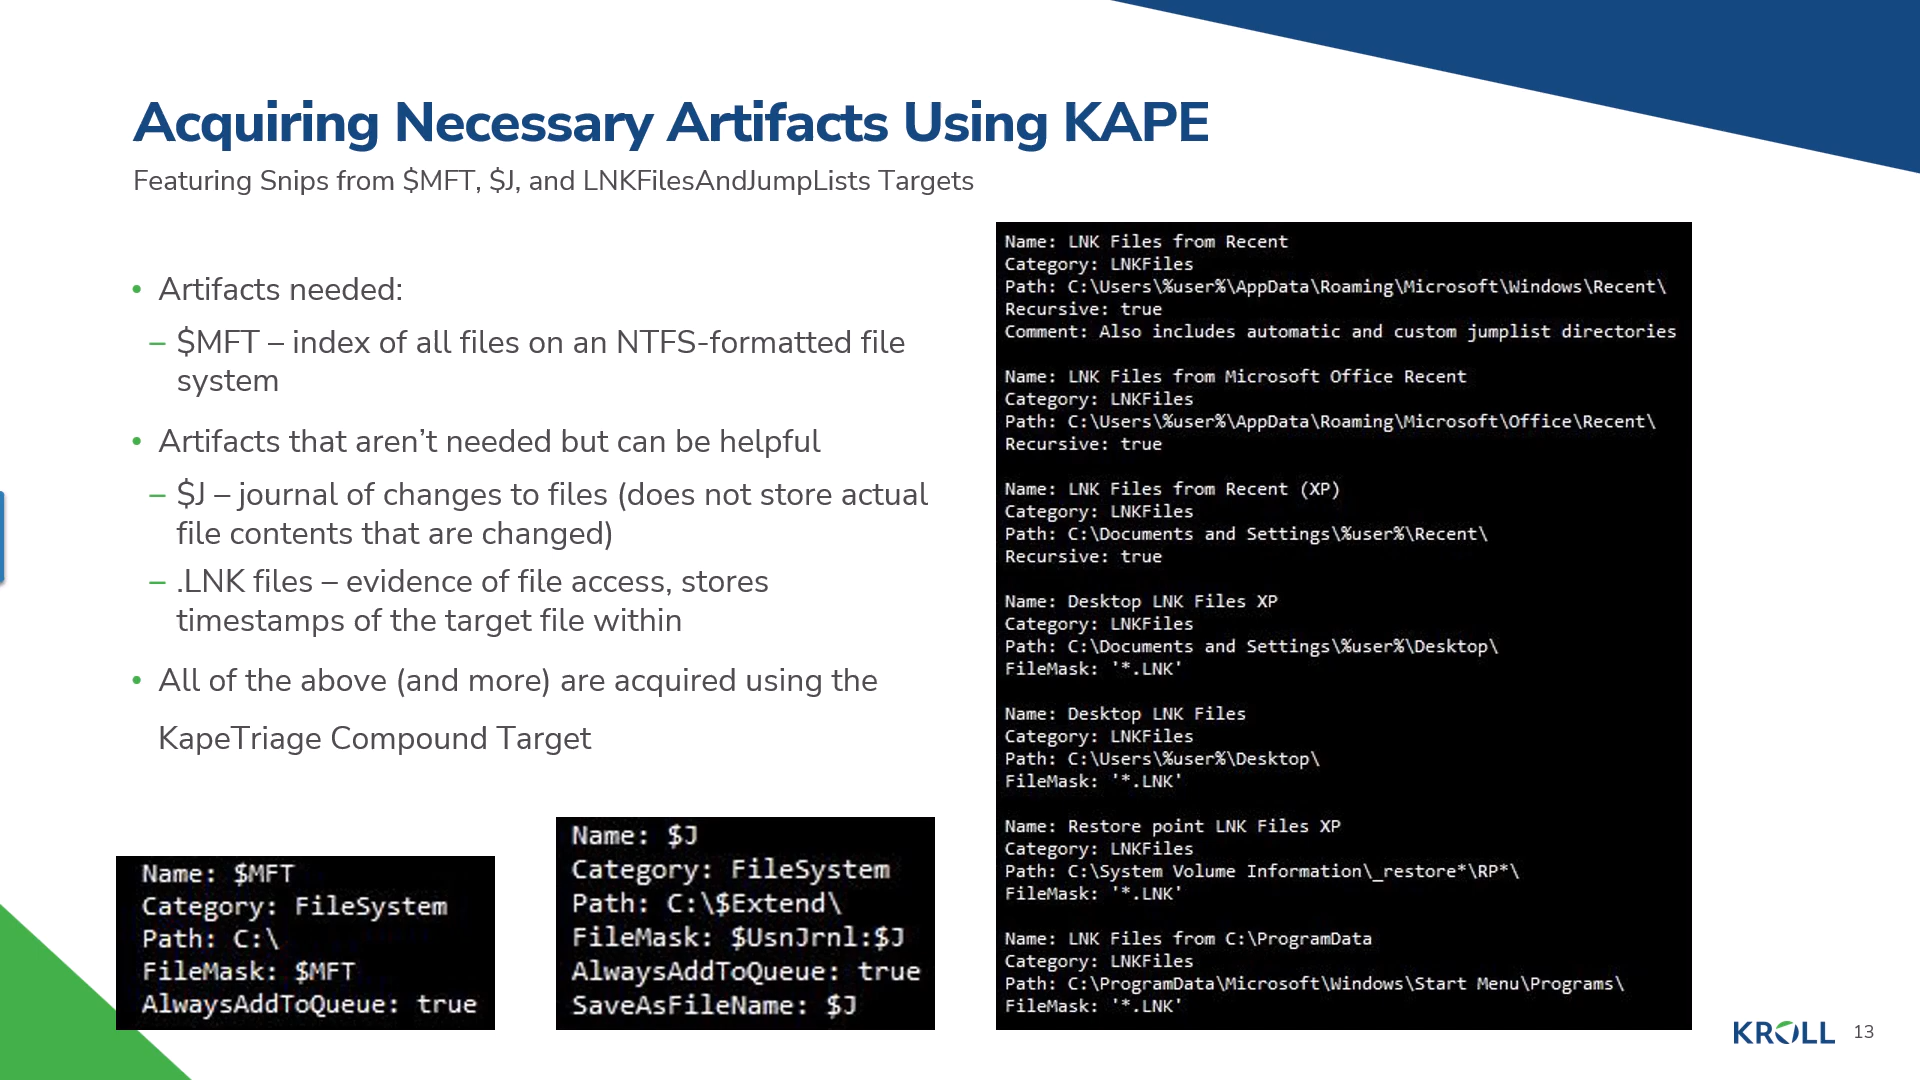 Acquiring Necessary Artifacts Using KAPE
Featuring Snips from $MFT, $J, and LNKFilesAndJumpLists Targets
• Artifacts needed:
– $MFT – index of all files on an NTFS-formatted file
system
• Artifacts that aren’t needed but can be helpful
– $J – journal of changes to files (does not store actual
file contents that are changed)
– .LNK files – evidence of file access, stores
timestamps of the target file within
• All of the above (and more) are acquired using the
KapeTriage Compound Target
Name: $MFT
Category: FileSystem
Path: C:\
FileMask: $MFT
AlwaysAddToQueue: true
Name: $J
Category: FileSystem
Path: C:\$Extend\
FileMask: $UsnJrnl:$J
AlwaysAddToQueue: true
SaveAsFileName: $J
Name: LNK Files from Recent
Category: LNKFiles
Path: C:\Users\%user%\AppData\Roaming\Microsoft\Windows\Recent\
Recursive: true
Comment: Also includes automatic and custom jumplist directories
Name: LNK Files from Microsoft Office Recent
Category: LNKFiles
Path: C:\Users\%user%\AppData\Roaming\Microsoft\Office\Recent\
Recursive: true
Name: LNK Files from Recent (XP)
Category: LNKFiles
Path: C:\Documents and Settings\%user%\Recent\
Recursive: true
Name: Desktop LNK Files XP
Category: LNKFiles
Path: C:\Documents and Settings\%user%\Desktop\
FileMask: '*.LNK'
Name: Desktop LNK Files
Category: LNKFiles
Path: C:\Users\%user%\Desktop\
FileMask: '*.LNK'
Name: Restore point LNK Files XP
Category: LNKFiles
Path: C:\System Volume Information\_restore*\RP*\
FileMask: '*.LNK'
Name: LNK Files from C:\ProgramData
Category: LNKFiles
Path: C:\ProgramData\Microsoft\Windows\Start Menu\Programs\
FileMask: '*.LNK'
KROLL 13